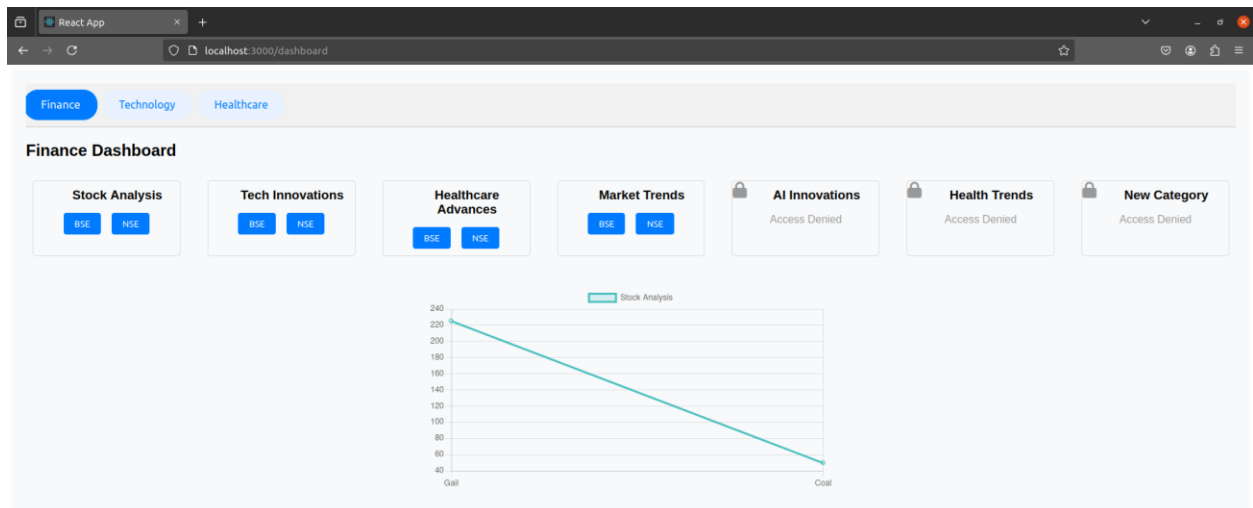 React App
localhost:3000/dashboard
Finance Technology Healthcare
Finance Dashboard
Stock Analysis
BSE NSE
Tech Innovations
BSE NSE
Healthcare
Advances
BSE NSE
Market Trends
BSE NSE
AI Innovations
Access Denied
Health Trends
Access Denied
New Category
Access Denied
Stock Analysis
240
220
200
180
160
140
120
100
80
60
40
Gail Coal